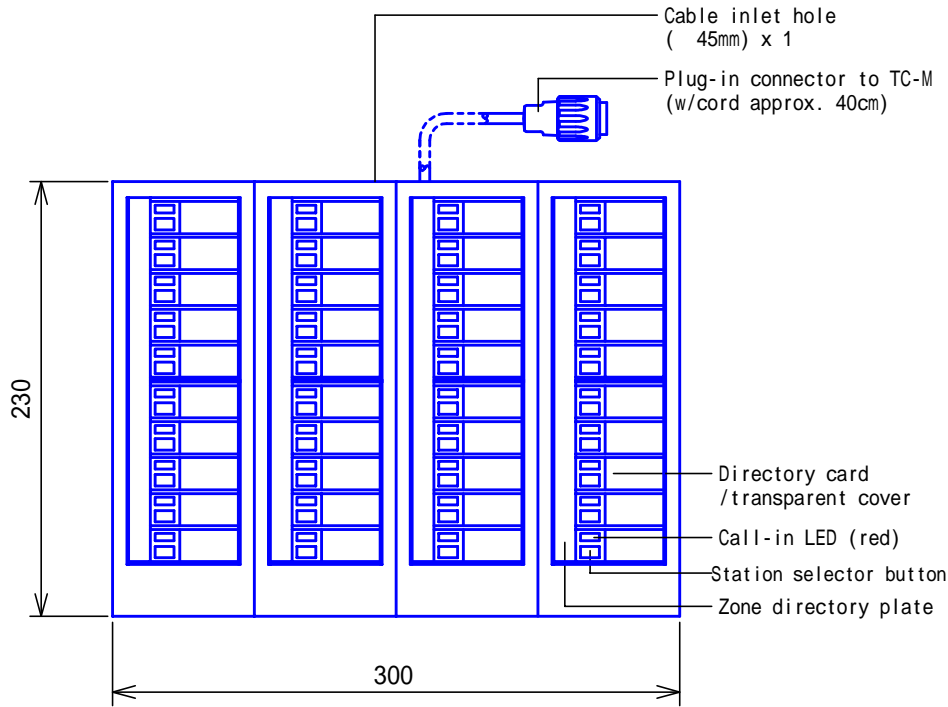 Cable inlet hole
( 45mm) x 1
Plug-in connector to TC-M
(w/cord approx. 40cm)
230
Directory card
/transparent cover
Call-in LED (red)
Station selector button
Zone directory plate
300